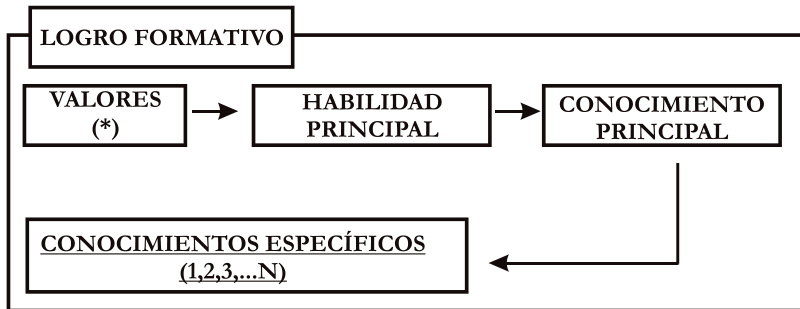 LOGRO FORMATIVO
VALORES
(*)
HABILIDAD
PRINCIPAL
CONOCIMIENTO
PRINCIPAL
CONOCIMIENTOS ESPECÍFICOS
(1,2,3,...N)